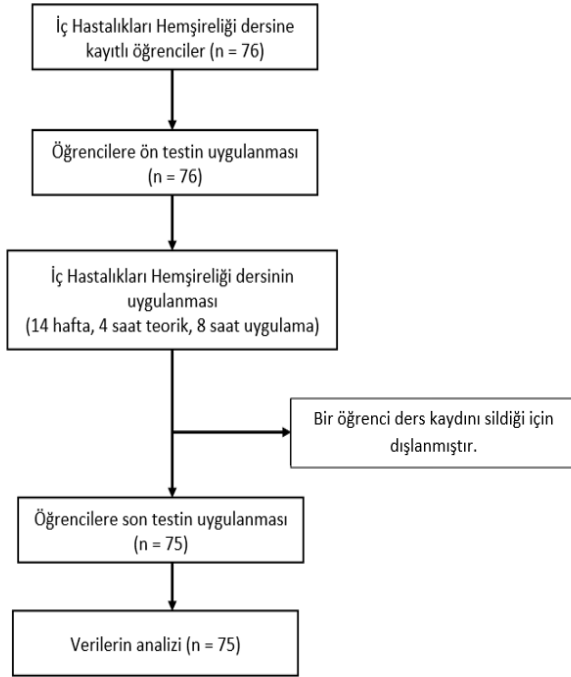 İç Hastalıkları Hemşireliği dersine
kayıtlı öğrenciler (n = 76)
Öğrencilere ön testin uygulanması
(n = 76)
İç Hastalıkları Hemşireliği dersinin
uygulanması
(14 hafta, 4 saat teorik, 8 saat uygulama)
Bir öğrenci ders kaydını sildiği için
dışlanmıştır.
Öğrencilere son testin uygulanması
(n = 75)
Verilerin analizi (n = 75)